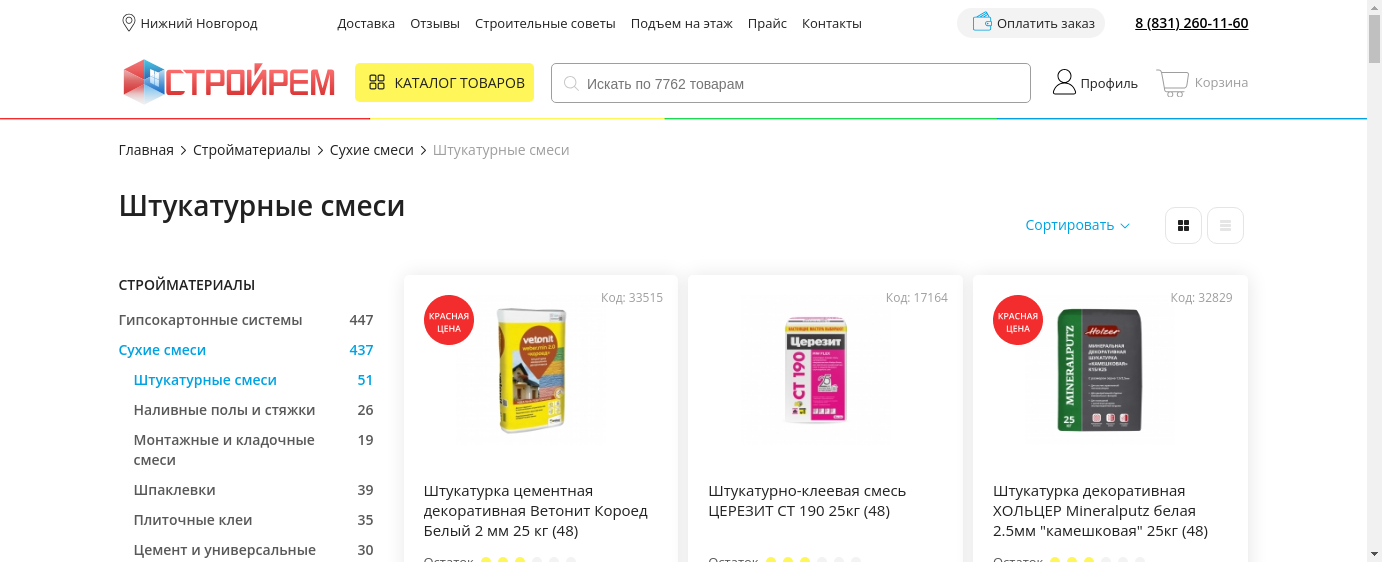 Нижний Новгород
Доставка Отзывы Строительные советы Подъем на этаж Прайс Контакты
Оплатить заказ
8 (831) 260-11-60
СТРОЙРЕМ
КАТАЛОГ ТОВАРОВ
Искать по 7762 товарам
Профиль
Корзина
Главная > Стройматериалы > Сухие смеси > Штукатурные смеси
Штукатурные смеси
Сортировать
СТРОЙМАТЕРИАЛЫ
Гипсокартонные системы 447
Сухие смеси 437
Штукатурные смеси 51
Наливные полы и стяжки 26
Монтажные и кладочные
смеси 19
Шпаклевки 39
Плиточные клеи 35
Цемент и универсальные 30
Код: 33515
КРАСНАЯ
ЦЕНА
vetonit
Штукатурка цементная
декоративная Ветонит Короед
Белый 2 мм 25 кг (48)
Остаток
Код: 17164
Церезит
CT 190
25
Штукатурно-клеевая смесь
ЦЕРЕЗИТ СТ 190 25кг (48)
Остаток
Код: 32829
КРАСНАЯ
ЦЕНА
Holzer
MINERALPUTZ
МИНЕРАЛЬНАЯ
ДЕКОРАТИВНАЯ
ШТУКАТУРКА
«КАМЕШКОВАЯ»
25
Штукатурка декоративная
ХОЛЬЦЕР Mineralputz белая
2.5мм "камешковая" 25кг (48)
Остаток